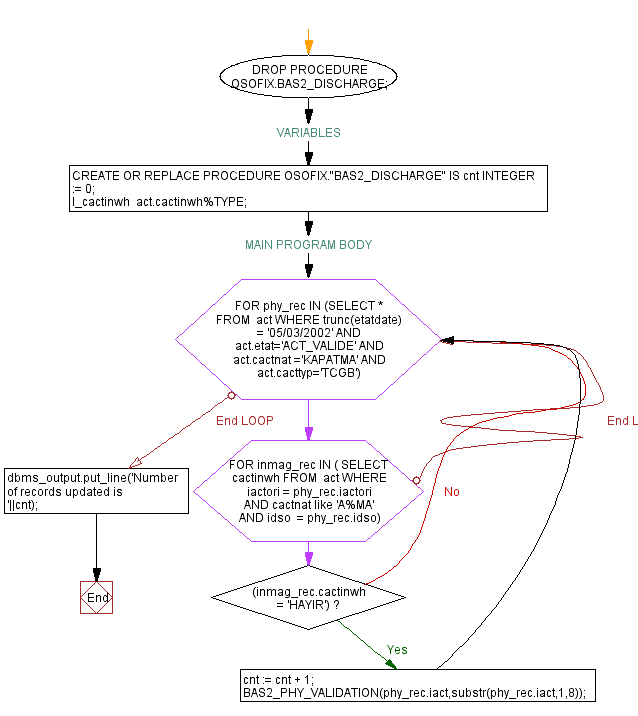 DROP PROCEDURE
OSOFIX.BAS2_DISCHARGE;
VARIABLES
CREATE OR REPLACE PROCEDURE OSOFIX."BAS2_DISCHARGE" IS cnt INTEGER
:= 0;
l_cactinwh act.cactinwh%TYPE;
MAIN PROGRAM BODY
FOR phy_rec IN (SELECT *
FROM act WHERE trunc(etatdate)
= '05/03/2002' AND
act.etat='ACT_VALIDE' AND
act.cactnat ='KAPATMA' AND
act.cacttyp='TCGB')
End LOOP
End L
FOR inmag_rec IN ( SELECT
cactinwh FROM act WHERE
iactori = phy_rec.iactori
AND cactnat like 'A%MA'
AND idso = phy_rec.idso)
dbms_output.put_line('Number
of records updated is
'||cnt);
No
End
(inmag_rec.cactinwh
= 'HAYIR') ?
Yes
cnt := cnt + 1;
BAS2_PHY_VALIDATION(phy_rec.iact,substr(phy_rec.iact,1,8));